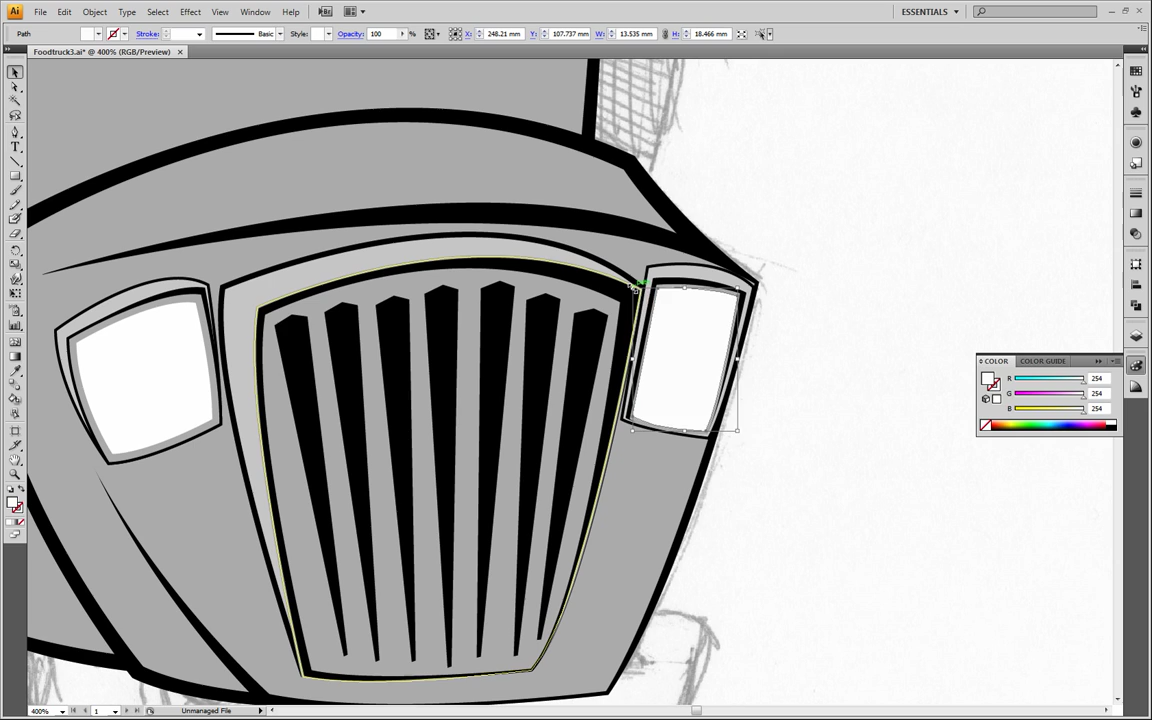 Ai File Edit Object Type Select Effect View Window Help Br ESSENTIALS
Path Stroke: Basic Style: Opacity: 100 % X: 248.21 mm Y: 107.737 mm W: 13.535 mm H: 18.466 mm
Foodtruck3.ai* @ 400% (RGB/Preview)
COLOR COLOR GUIDE
R 254
G 254
B 254
400% 1 Unmanaged File